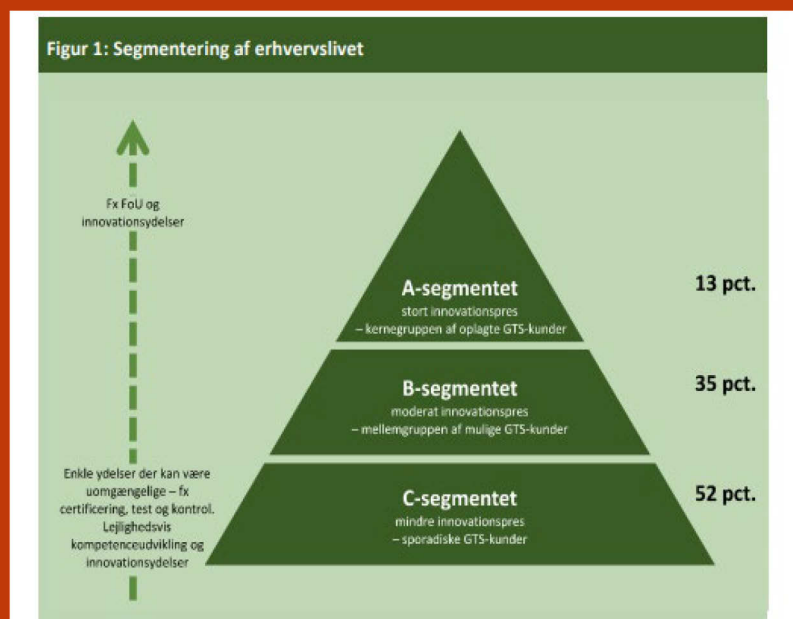 Figur 1: Segmentering af erhvervslivet
Fx FoU og
innovationsydelser
A-segmentet
stort innovationspres
– kernegruppen af oplagte GTS-kunder
13 pct.
B-segmentet
moderat innovationspres
– mellemgruppen af mulige GTS-kunder
35 pct.
Enkle ydelser der kan være
uomgængelige – fx
certificering, test og kontrol.
Lejlighedsvis
kompetenceudvikling og
innovationsydelser
C-segmentet
mindre innovationspres
– sporadiske GTS-kunder
52 pct.